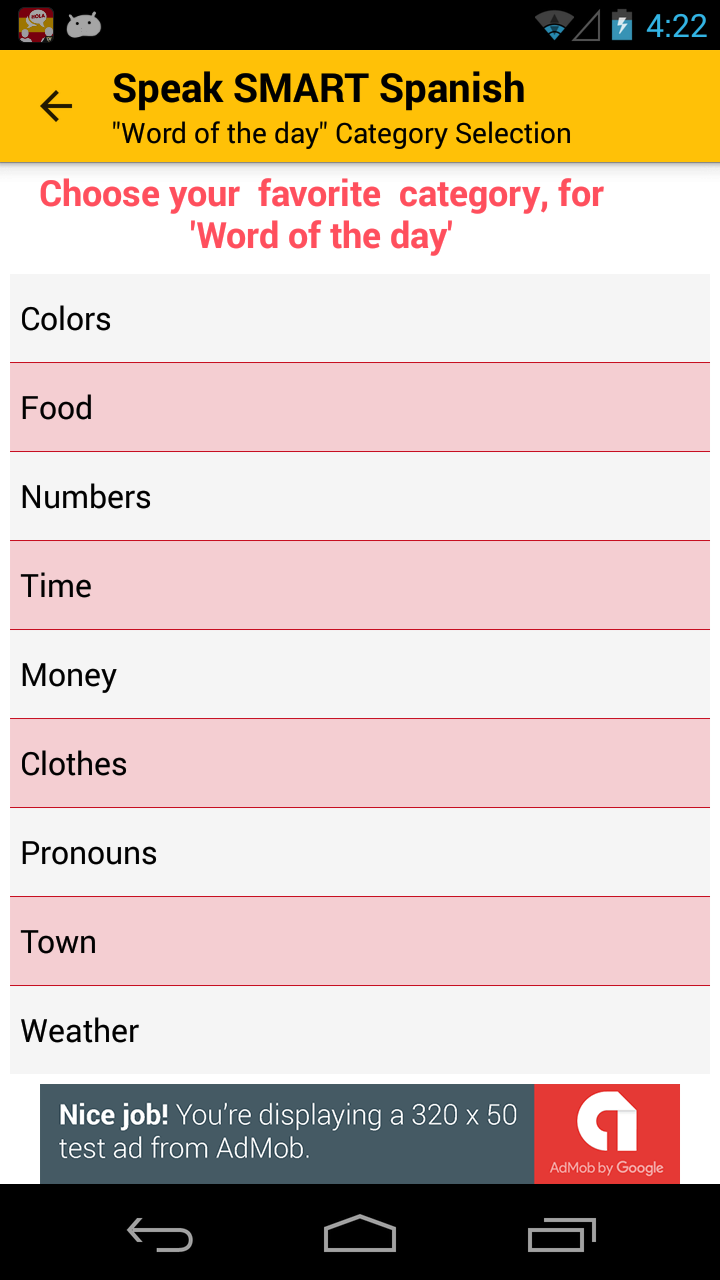 HOLA
4:22
Speak SMART Spanish
"Word of the day" Category Selection
Choose your favorite category, for
'Word of the day'
Colors
Food
Numbers
Time
Money
Clothes
Pronouns
Town
Weather
Nice job! You're displaying a 320 x 50
test ad from AdMob.
AdMob by Google